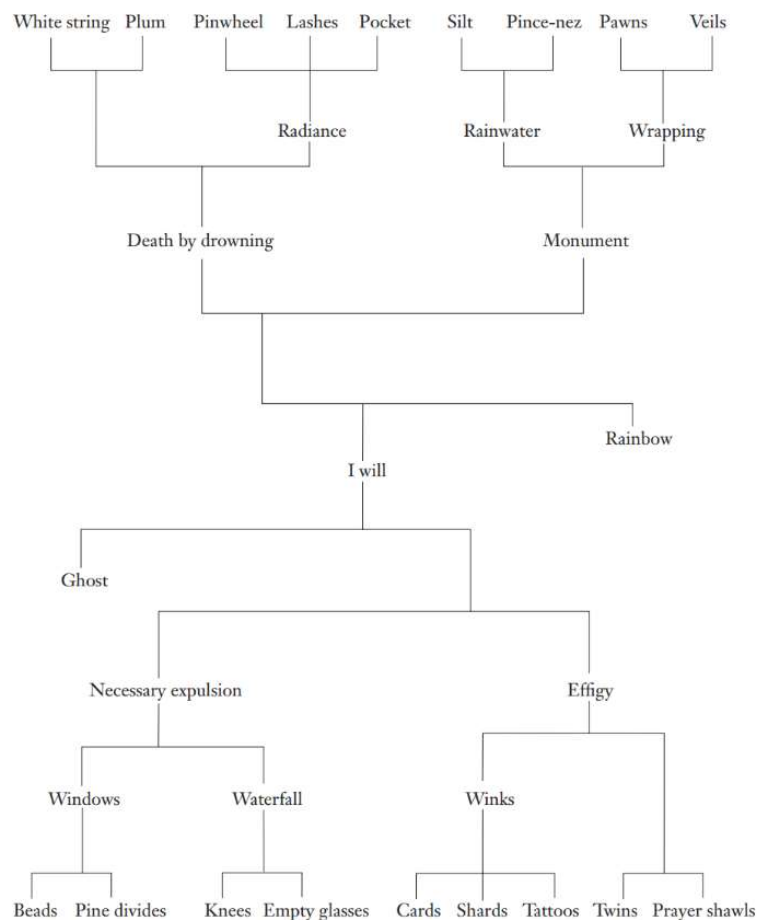 White string Plum Pinwheel Lashes Pocket Silt Pince-nez Pawns Veils
Radiance Rainwater Wrapping
Death by drowning Monument
Rainbow
I will
Ghost
Necessary expulsion Effigy
Windows Waterfall Winks
Beads Pine divides Knees Empty glasses Cards Shards Tattoos Twins Prayer shawls